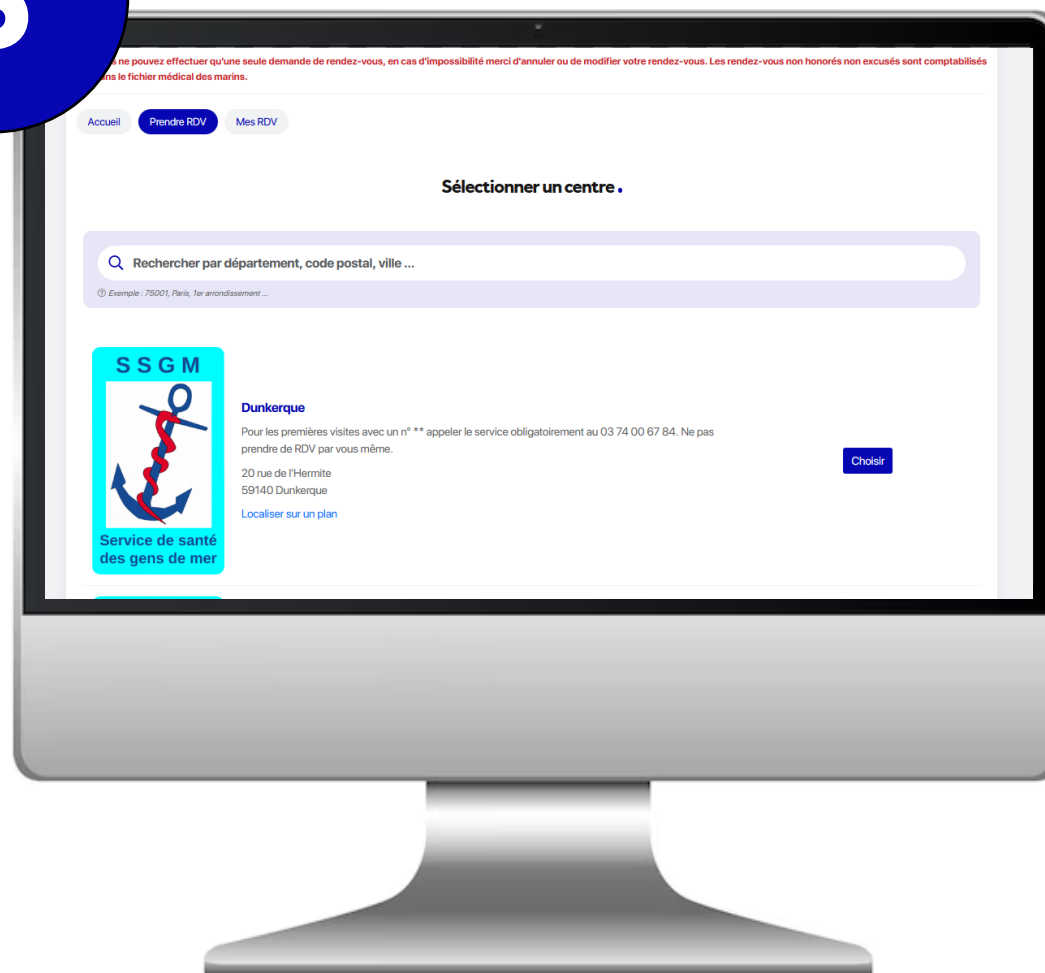 ne pouvez effectuer qu'une seule demande de rendez-vous, en cas d'impossibilité merci d'annuler ou de modifier votre rendez-vous. Les rendez-vous non honorés non excusés sont comptabilisés
le fichier médical des marins.
Accueil Prendre RDV Mes RDV
Sélectionner un centre .
Rechercher par département, code postal, ville ...
Exemple : 75001, Paris, 1er arrondissement ...
S S G M
Dunkerque
Pour les premières visites avec un n° ** appeler le service obligatoirement au 03 74 00 67 84. Ne pas
prendre de RDV par vous même.
Choisir
20 rue de l'Hermite
59140 Dunkerque
Localiser sur un plan
Service de santé
des gens de mer